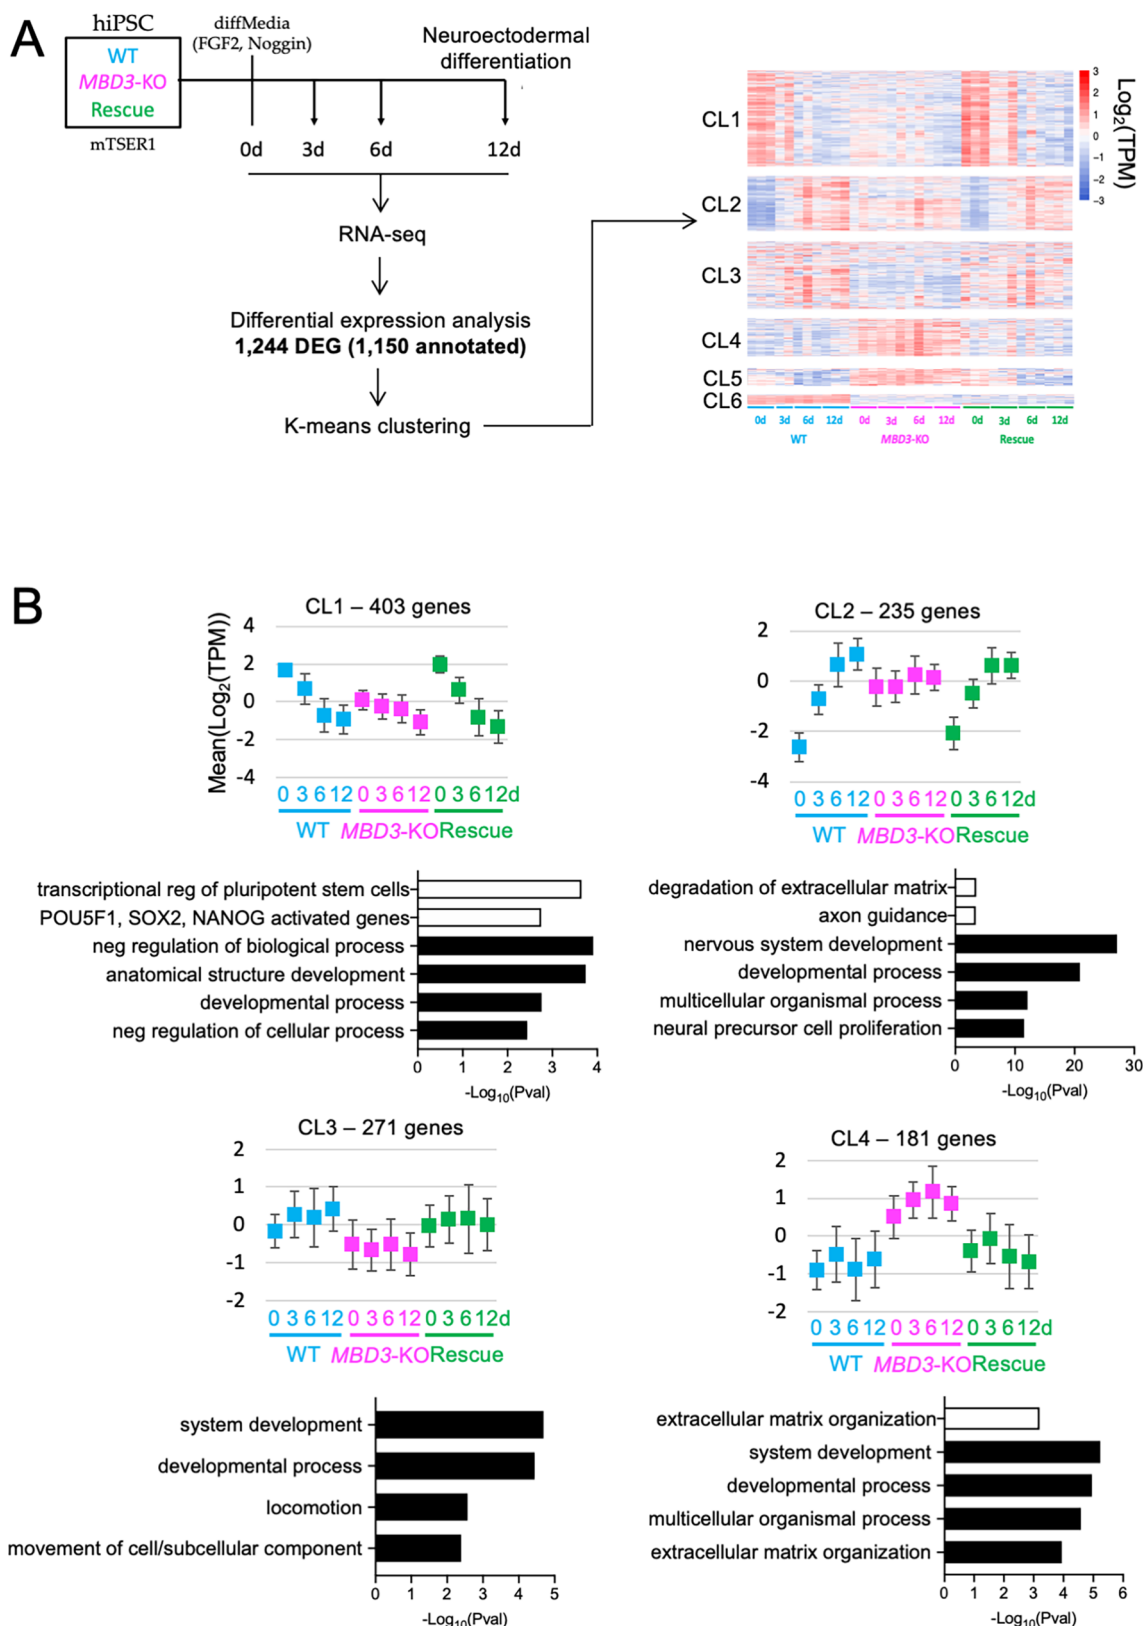 A
hiPSC
WT
MBD3-KO
Rescue
mTSER1
diffMedia
(FGF2, Noggin)
Neuroectodermal
differentiation
0d 3d 6d 12d
RNA-seq
Differential expression analysis
1,244 DEG (1,150 annotated)
K-means clustering
CL1
CL2
CL3
CL4
CL5
CL6
3
2
1
0
−1
−2
−3
Log2(TPM)
0d 3d 6d 12d 0d 3d 6d 12d 0d 3d 6d 12d
WT MBD3-KO Rescue
B
CL1 – 403 genes
Mean(Log2(TPM))
4
2
0
-2
-4
0 3 6 12 0 3 6 12 0 3 6 12d
WT MBD3-KO Rescue
transcriptional reg of pluripotent stem cells
POU5F1, SOX2, NANOG activated genes
neg regulation of biological process
anatomical structure development
developmental process
neg regulation of cellular process
0 1 2 3 4
-Log10(Pval)
CL2 – 235 genes
2
0
-2
-4
0 3 6 12 0 3 6 12 0 3 6 12d
WT MBD3-KO Rescue
degradation of extracellular matrix
axon guidance
nervous system development
developmental process
multicellular organismal process
neural precursor cell proliferation
0 10 20 30
-Log10(Pval)
CL3 – 271 genes
2
1
0
-1
-2
0 3 6 12 0 3 6 12 0 3 6 12d
WT MBD3-KO Rescue
system development
developmental process
locomotion
movement of cell/subcellular component
0 1 2 3 4 5
-Log10(Pval)
CL4 – 181 genes
2
1
0
-1
-2
0 3 6 12 0 3 6 12 0 3 6 12d
WT MBD3-KO Rescue
extracellular matrix organization
system development
developmental process
multicellular organismal process
extracellular matrix organization
0 1 2 3 4 5 6
-Log10(Pval)